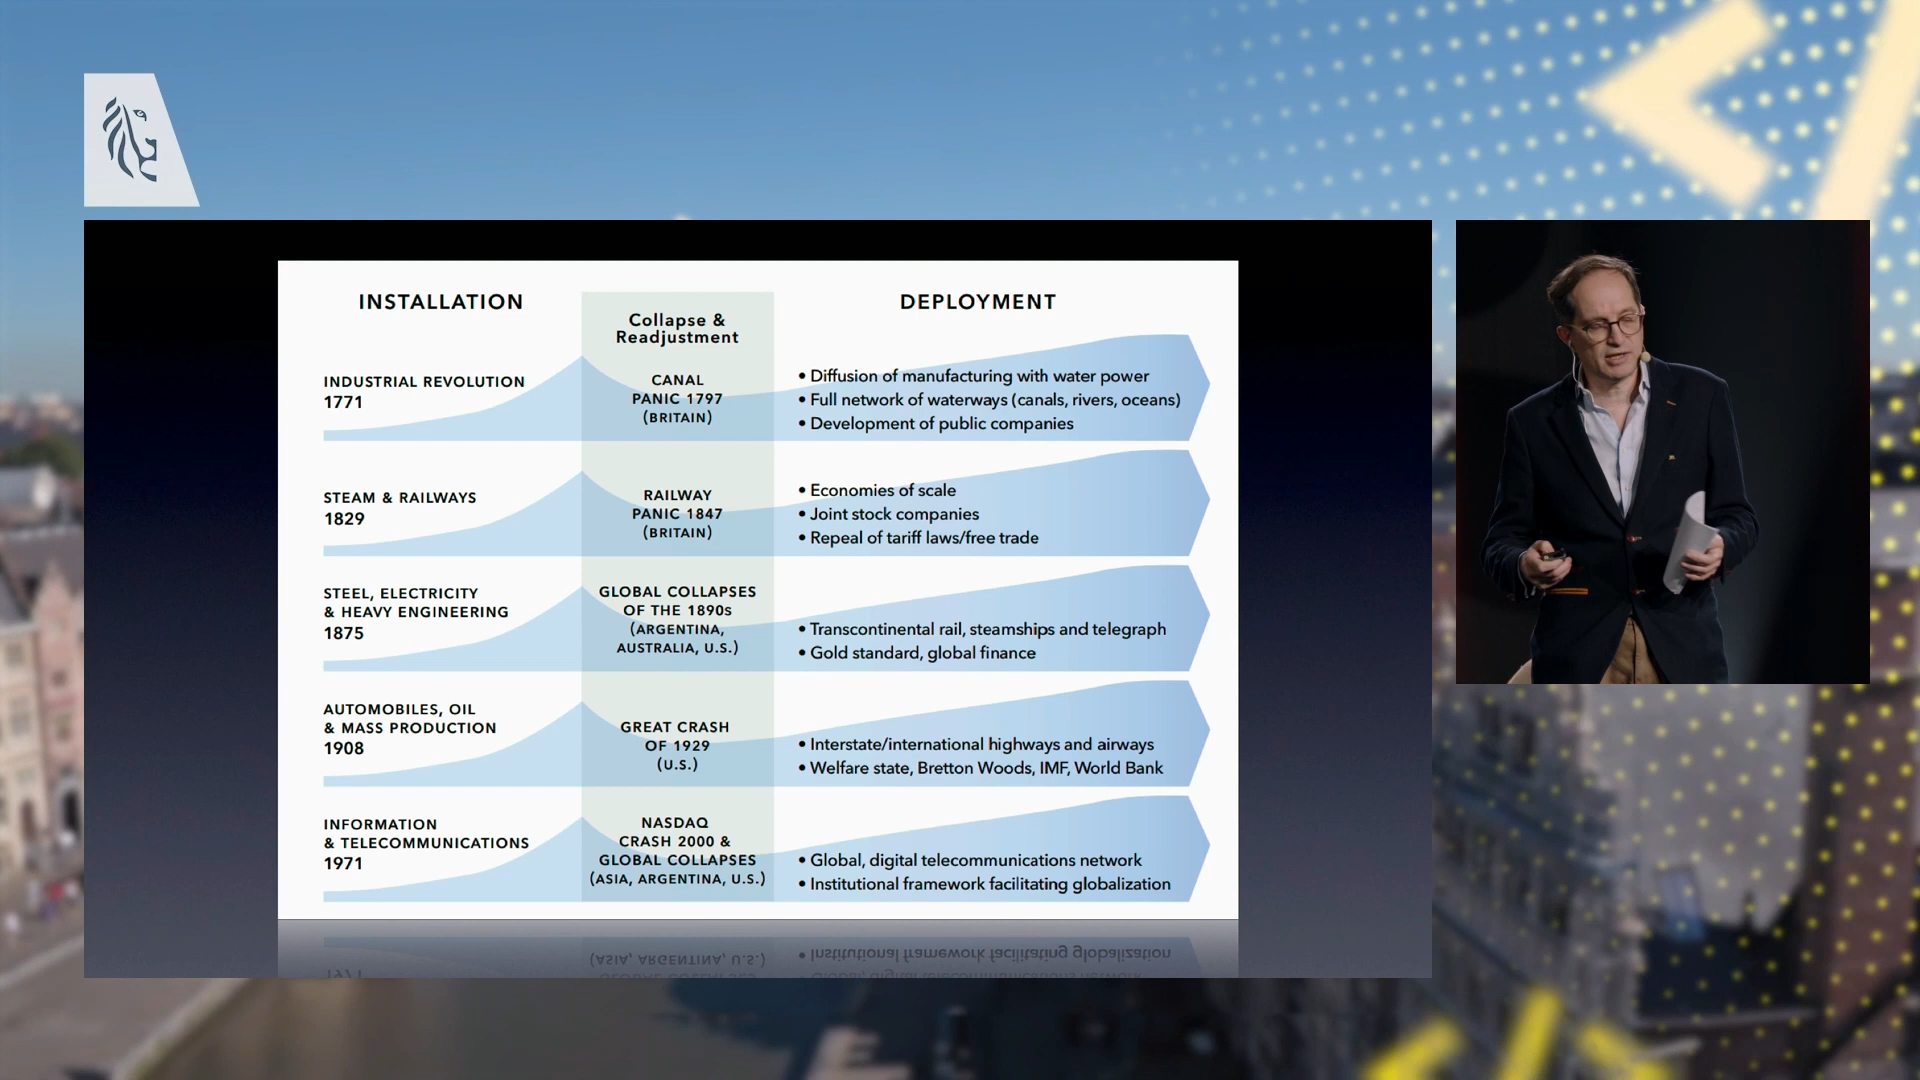 INSTALLATION
Collapse &
Readjustment
DEPLOYMENT
INDUSTRIAL REVOLUTION
1771
CANAL
PANIC 1797
(BRITAIN)
• Diffusion of manufacturing with water power
• Full network of waterways (canals, rivers, oceans)
• Development of public companies
STEAM & RAILWAYS
1829
RAILWAY
PANIC 1847
(BRITAIN)
• Economies of scale
• Joint stock companies
• Repeal of tariff laws/free trade
STEEL, ELECTRICITY
& HEAVY ENGINEERING
1875
GLOBAL COLLAPSES
OF THE 1890s
(ARGENTINA,
AUSTRALIA, U.S.)
• Transcontinental rail, steamships and telegraph
• Gold standard, global finance
AUTOMOBILES, OIL
& MASS PRODUCTION
1908
GREAT CRASH
OF 1929
(U.S.)
• Interstate/international highways and airways
• Welfare state, Bretton Woods, IMF, World Bank
INFORMATION
& TELECOMMUNICATIONS
1971
NASDAQ
CRASH 2000 &
GLOBAL COLLAPSES
(ASIA, ARGENTINA, U.S.)
• Global, digital telecommunications network
• Institutional framework facilitating globalization